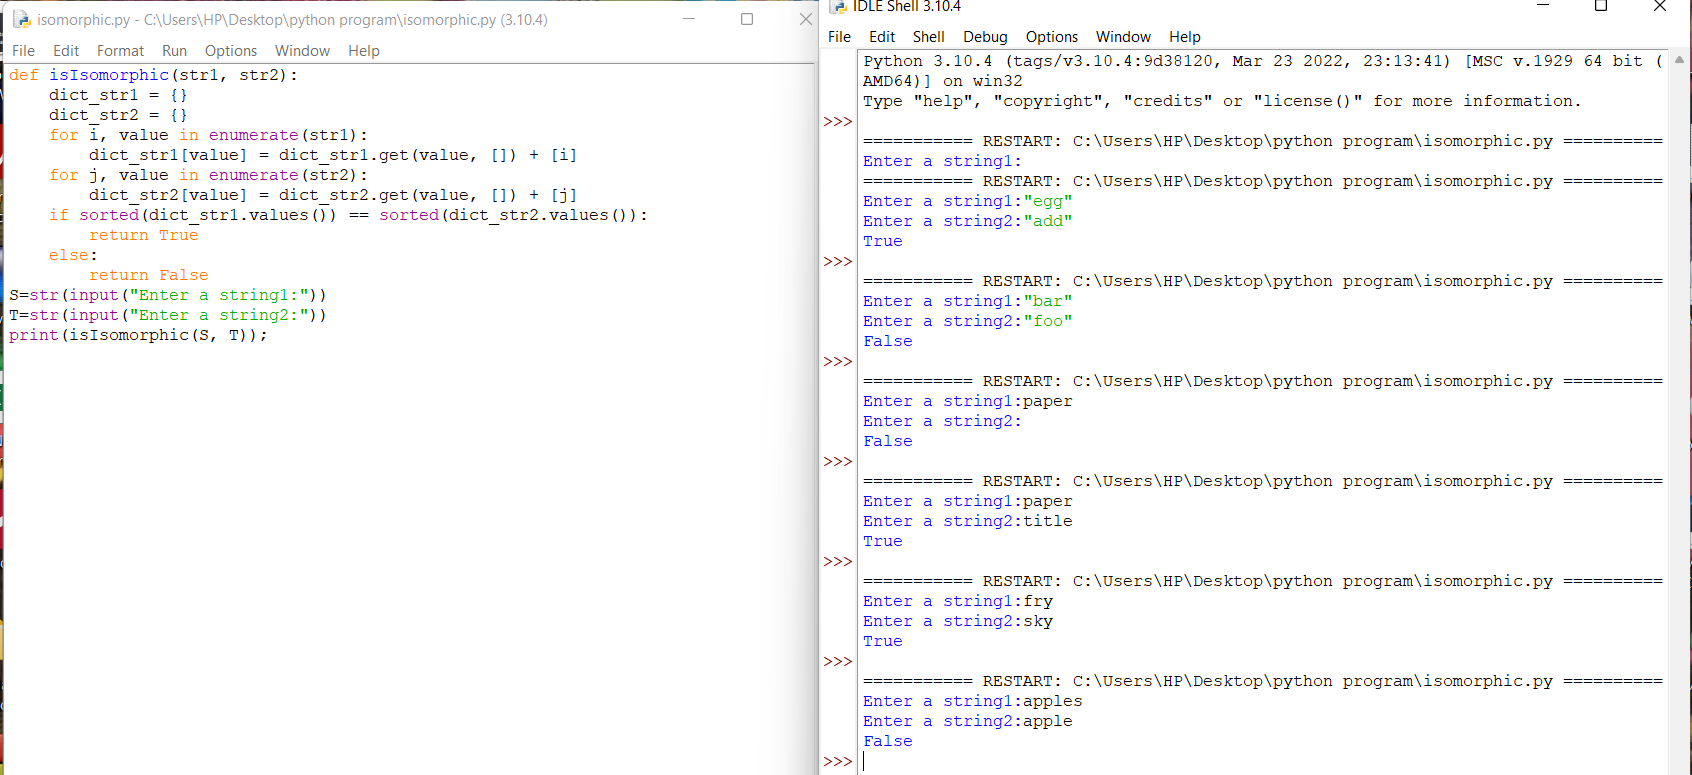 isomorphic.py - C:\Users\HP\Desktop\python program\isomorphic.py (3.10.4)
File Edit Format Run Options Window Help
def isIsomorphic(str1, str2):
    dict_str1 = {}
    dict_str2 = {}
    for i, value in enumerate(str1):
        dict_str1[value] = dict_str1.get(value, []) + [i]
    for j, value in enumerate(str2):
        dict_str2[value] = dict_str2.get(value, []) + [j]
    if sorted(dict_str1.values()) == sorted(dict_str2.values()):
        return True
    else:
        return False
S=str(input("Enter a string1:"))
T=str(input("Enter a string2:"))
print(isIsomorphic(S, T));
IDLE Shell 3.10.4
File Edit Shell Debug Options Window Help
Python 3.10.4 (tags/v3.10.4:9d38120, Mar 23 2022, 23:13:41) [MSC v.1929 64 bit (
AMD64)] on win32
Type "help", "copyright", "credits" or "license()" for more information.
>>>
=========== RESTART: C:\Users\HP\Desktop\python program\isomorphic.py ==========
Enter a string1:
=========== RESTART: C:\Users\HP\Desktop\python program\isomorphic.py ==========
Enter a string1:"egg"
Enter a string2:"add"
True
>>>
=========== RESTART: C:\Users\HP\Desktop\python program\isomorphic.py ==========
Enter a string1:"bar"
Enter a string2:"foo"
False
>>>
=========== RESTART: C:\Users\HP\Desktop\python program\isomorphic.py ==========
Enter a string1:paper
Enter a string2:
False
>>>
=========== RESTART: C:\Users\HP\Desktop\python program\isomorphic.py ==========
Enter a string1:paper
Enter a string2:title
True
>>>
=========== RESTART: C:\Users\HP\Desktop\python program\isomorphic.py ==========
Enter a string1:fry
Enter a string2:sky
True
>>>
=========== RESTART: C:\Users\HP\Desktop\python program\isomorphic.py ==========
Enter a string1:apples
Enter a string2:apple
False
>>>